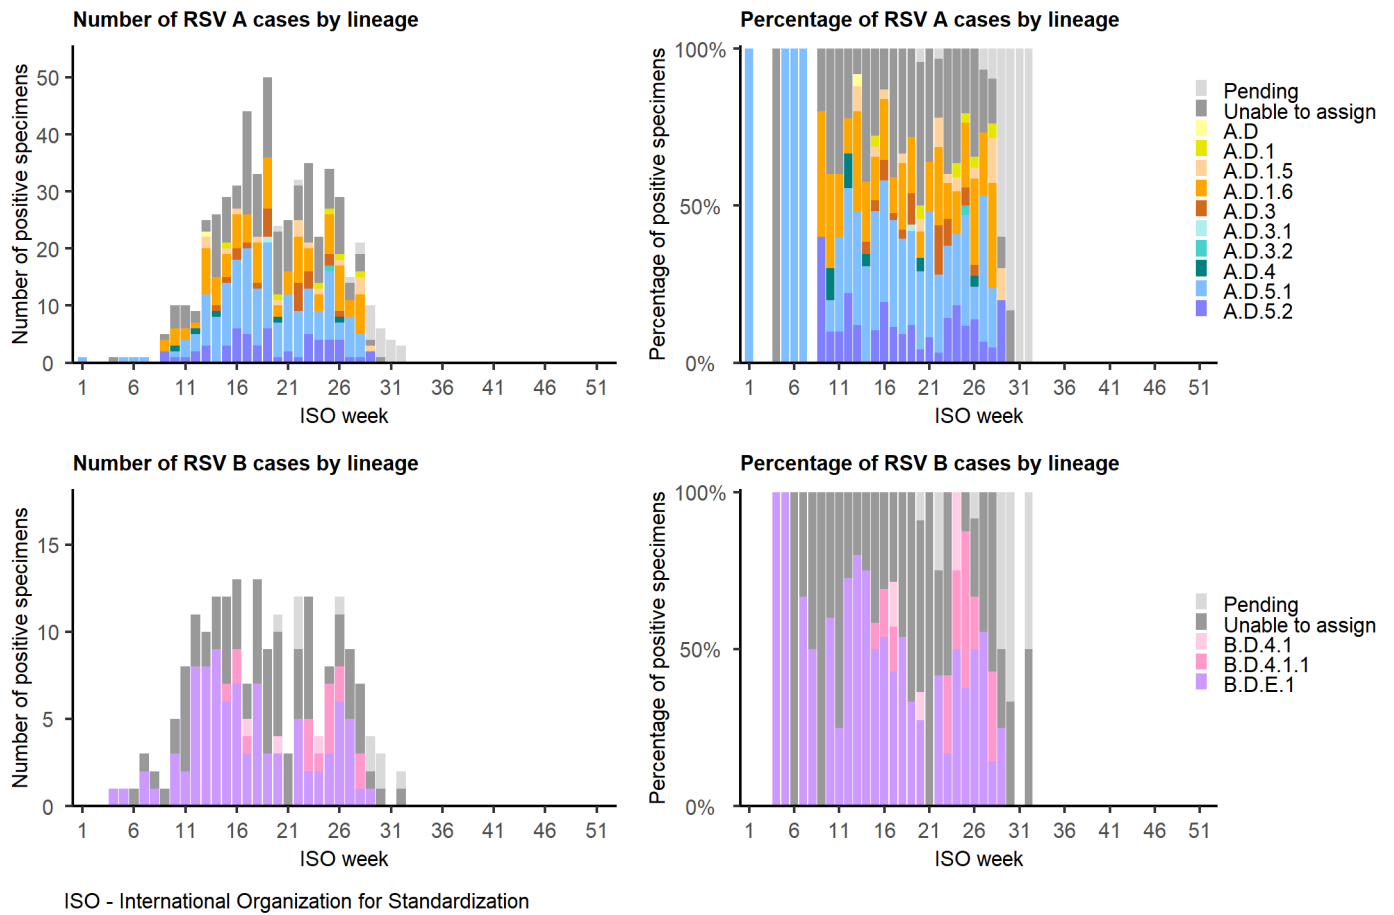 Number of RSV A cases by lineage
Number of positive specimens
50
40
30
20
10
0
1 6 11 16 21 26 31 36 41 46 51
ISO week
Percentage of RSV A cases by lineage
Percentage of positive specimens
100%
50%
0%
1 6 11 16 21 26 31 36 41 46 51
ISO week
Pending
Unable to assign
A.D
A.D.1
A.D.1.5
A.D.1.6
A.D.3
A.D.3.1
A.D.3.2
A.D.4
A.D.5.1
A.D.5.2
Number of RSV B cases by lineage
Number of positive specimens
15
10
5
0
1 6 11 16 21 26 31 36 41 46 51
ISO week
Percentage of RSV B cases by lineage
Percentage of positive specimens
100%
50%
0%
1 6 11 16 21 26 31 36 41 46 51
ISO week
Pending
Unable to assign
B.D.4.1
B.D.4.1.1
B.D.E.1
ISO - International Organization for Standardization